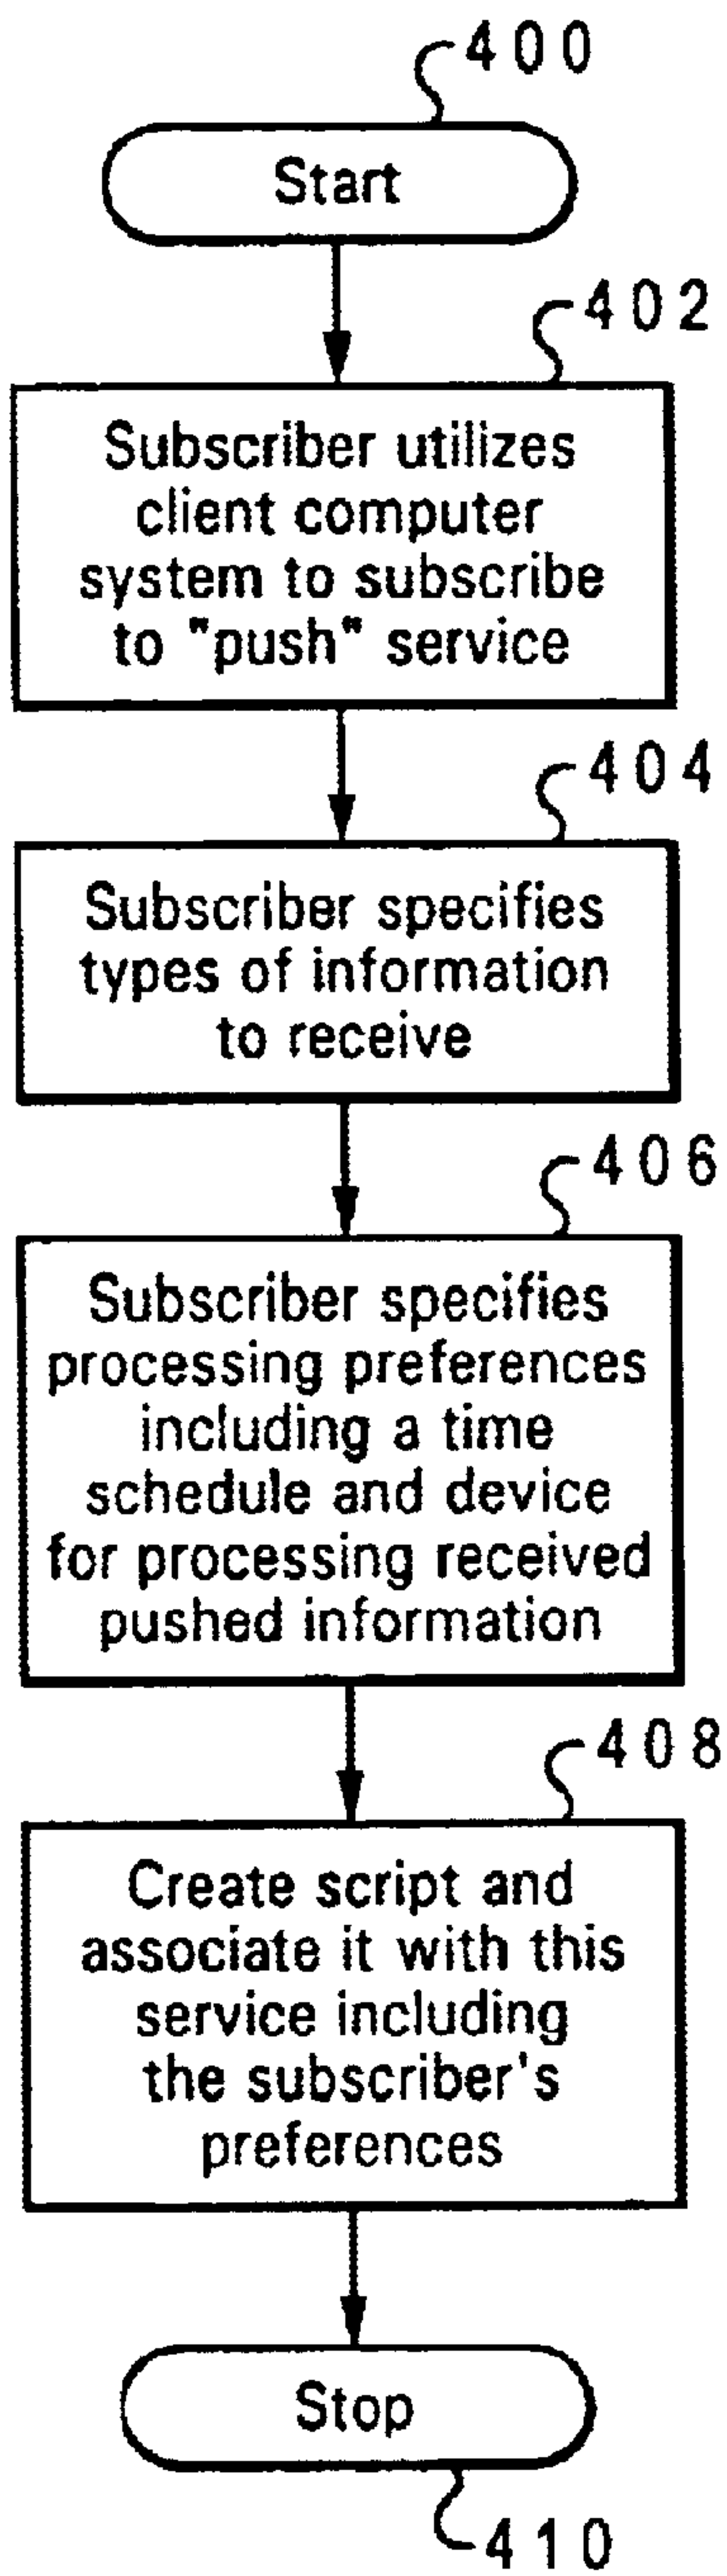 400
Start
402
Subscriber utilizes
client computer
system to subscribe
to "push" service
404
Subscriber specifies
types of information
to receive
406
Subscriber specifies
processing preferences
including a time
schedule and device
for processing received
pushed information
408
Create script and
associate it with this
service including
the subscriber's
preferences
Stop
410